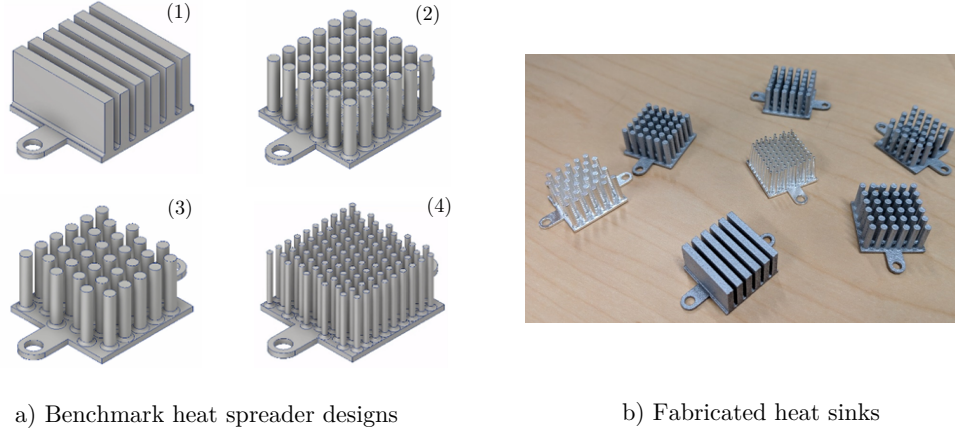 (1)
(2)
(3)
(4)
a) Benchmark heat spreader designs
b) Fabricated heat sinks